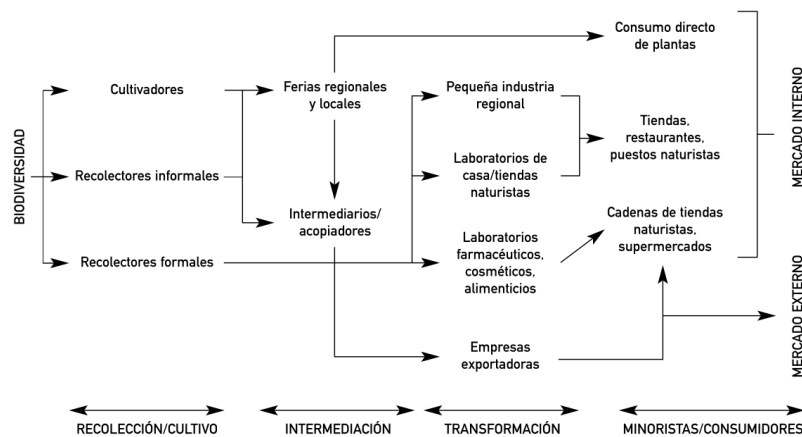 BIODIVERSIDAD
Cultivadores
Recolectores informales
Recolectores formales
Ferias regionales
y locales
Intermediarios/
acopiadores
Pequeña industria
regional
Laboratorios de
casa/tiendas
naturistas
Laboratorios
farmacéuticos,
cosméticos,
alimenticios
Empresas
exportadoras
Consumo directo
de plantas
Tiendas,
restaurantes,
puestos naturistas
Cadenas de tiendas
naturistas,
supermercados
MERCADO INTERNO
MERCADO EXTERNO
RECOLECCIÓN/CULTIVO
INTERMEDIACIÓN
TRANSFORMACIÓN
MINORISTAS/CONSUMIDORES